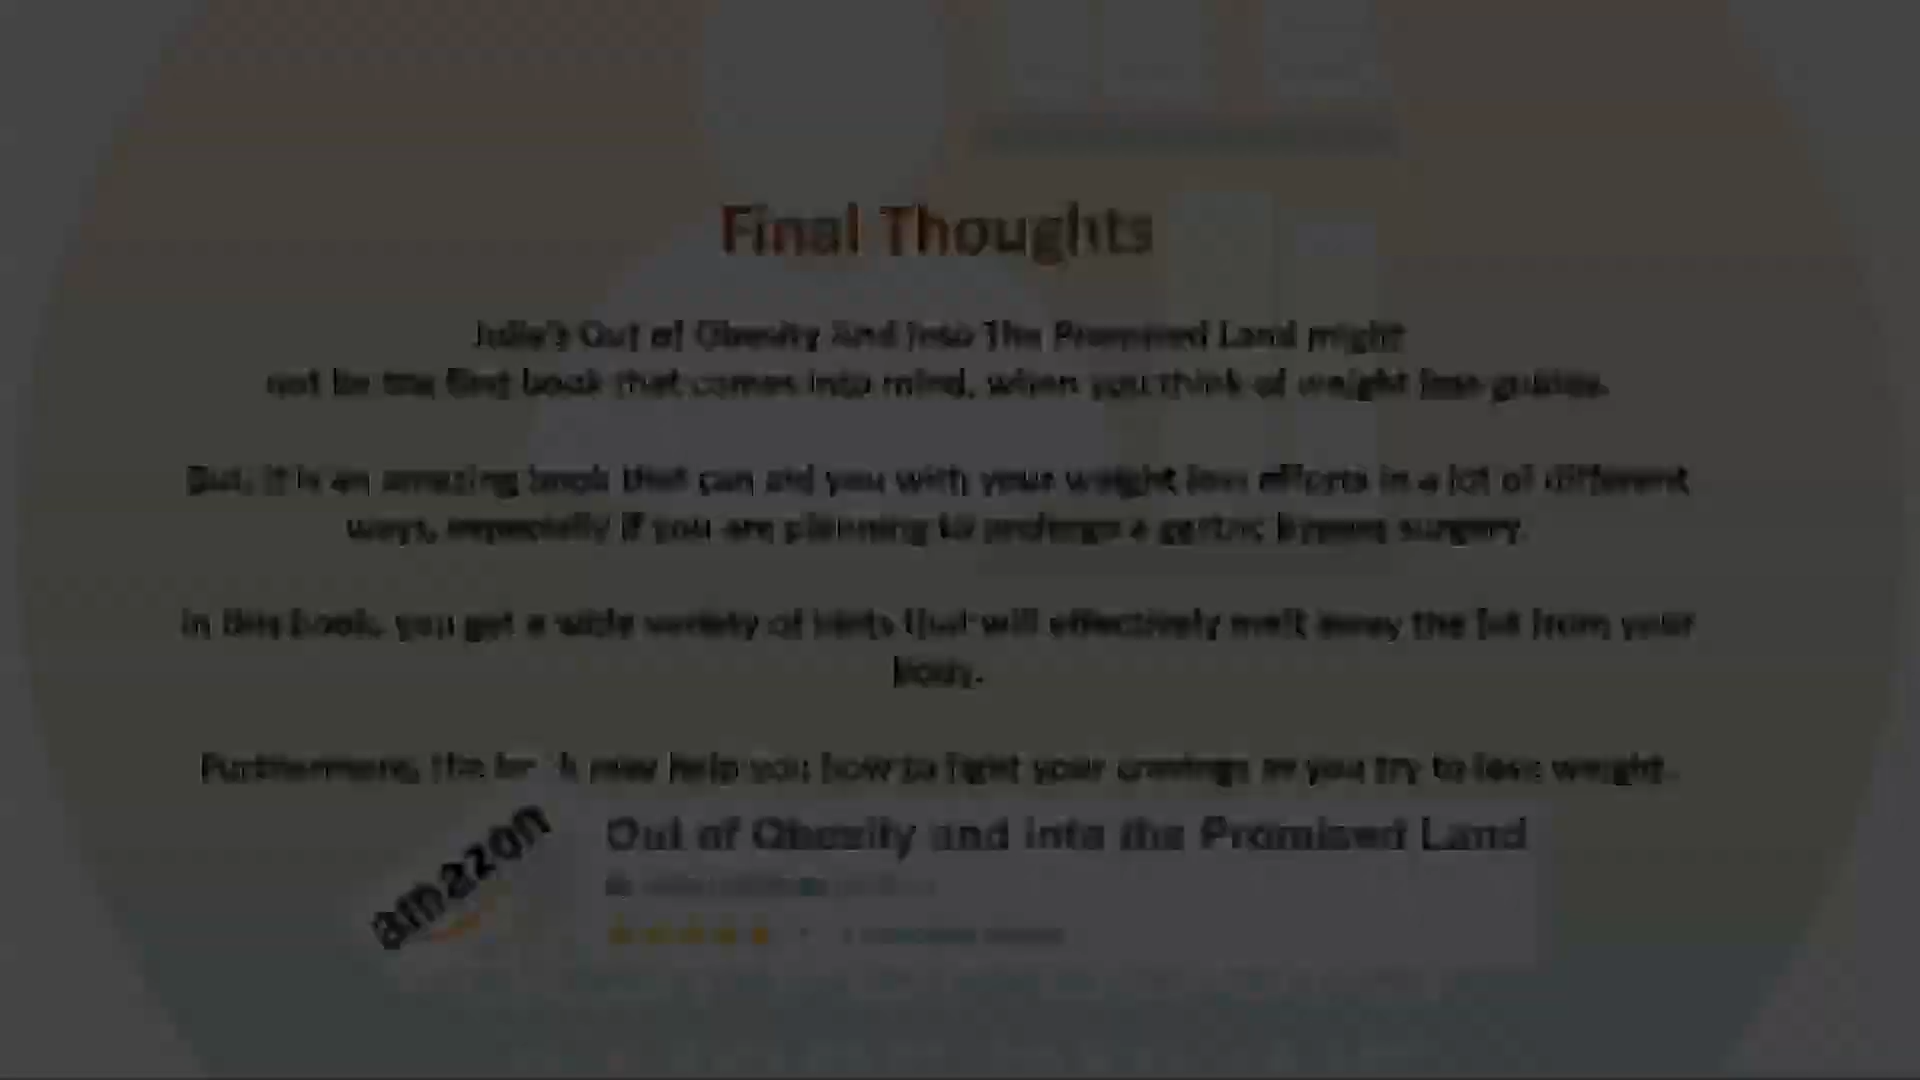 Final Thoughts
Julie's Out of Obesity And Into The Promised Land might
not be the first book that comes into mind, when you think of weight loss guides.
But, it is an amazing book that can aid you with your weight loss efforts in a lot of different
ways, especially if you are planning to undergo a gastric bypass surgery.
In this book, you get a wide variety of hints that will effectively melt away the fat from your
body.
Furthermore, the may help you how to fight your cravings as you try to lose weight.
amazon
Out of Obesity and into the Promised Land